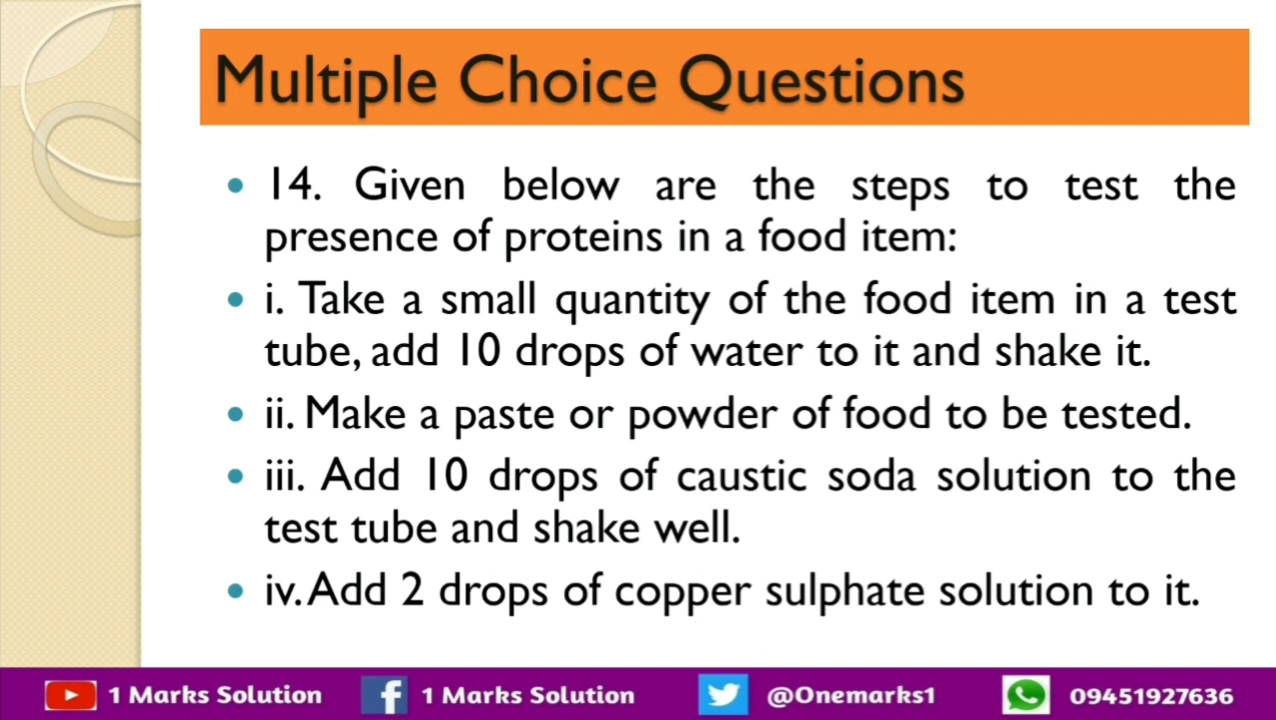 Multiple Choice Questions
• 14. Given below are the steps to test the
presence of proteins in a food item:
• i. Take a small quantity of the food item in a test
tube, add 10 drops of water to it and shake it.
• ii. Make a paste or powder of food to be tested.
• iii. Add 10 drops of caustic soda solution to the
test tube and shake well.
• iv. Add 2 drops of copper sulphate solution to it.
1 Marks Solution 1 Marks Solution @Onemarks1 09451927636